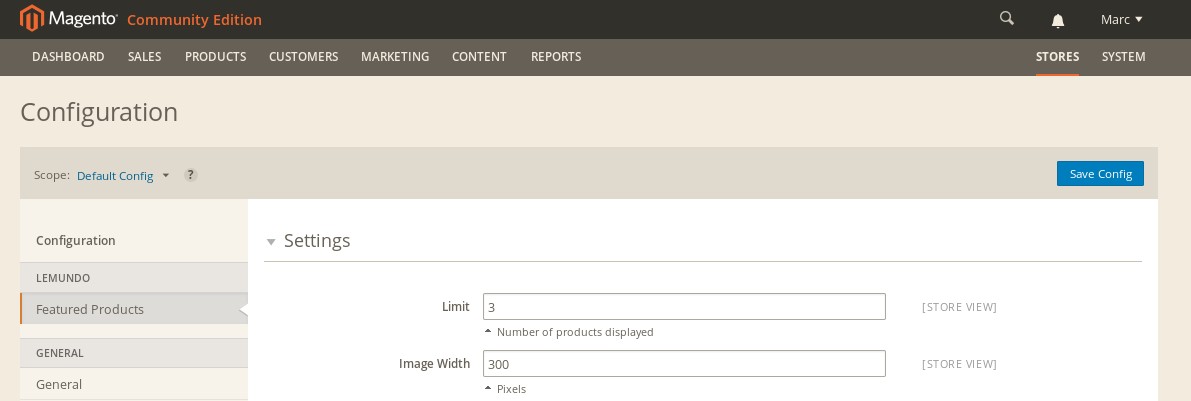 Magento Community Edition Marc
DASHBOARD SALES PRODUCTS CUSTOMERS MARKETING CONTENT REPORTS STORES SYSTEM
Configuration
Scope: Default Config ? Save Config
Configuration
Settings
LEMUNDO
Featured Products
Limit 3 [STORE VIEW]
Number of products displayed
GENERAL
Image Width 300 [STORE VIEW]
General
Pixels